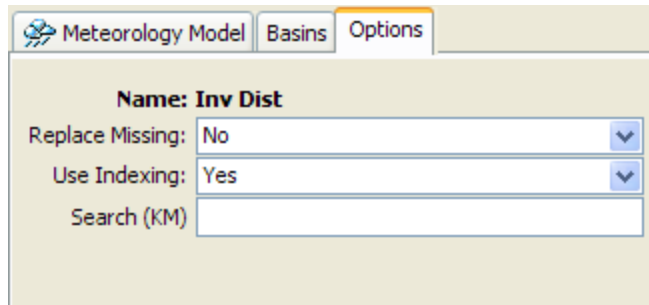 Meteorology Model Basins Options
Name: Inv Dist
Replace Missing: No
Use Indexing: Yes
Search (KM)